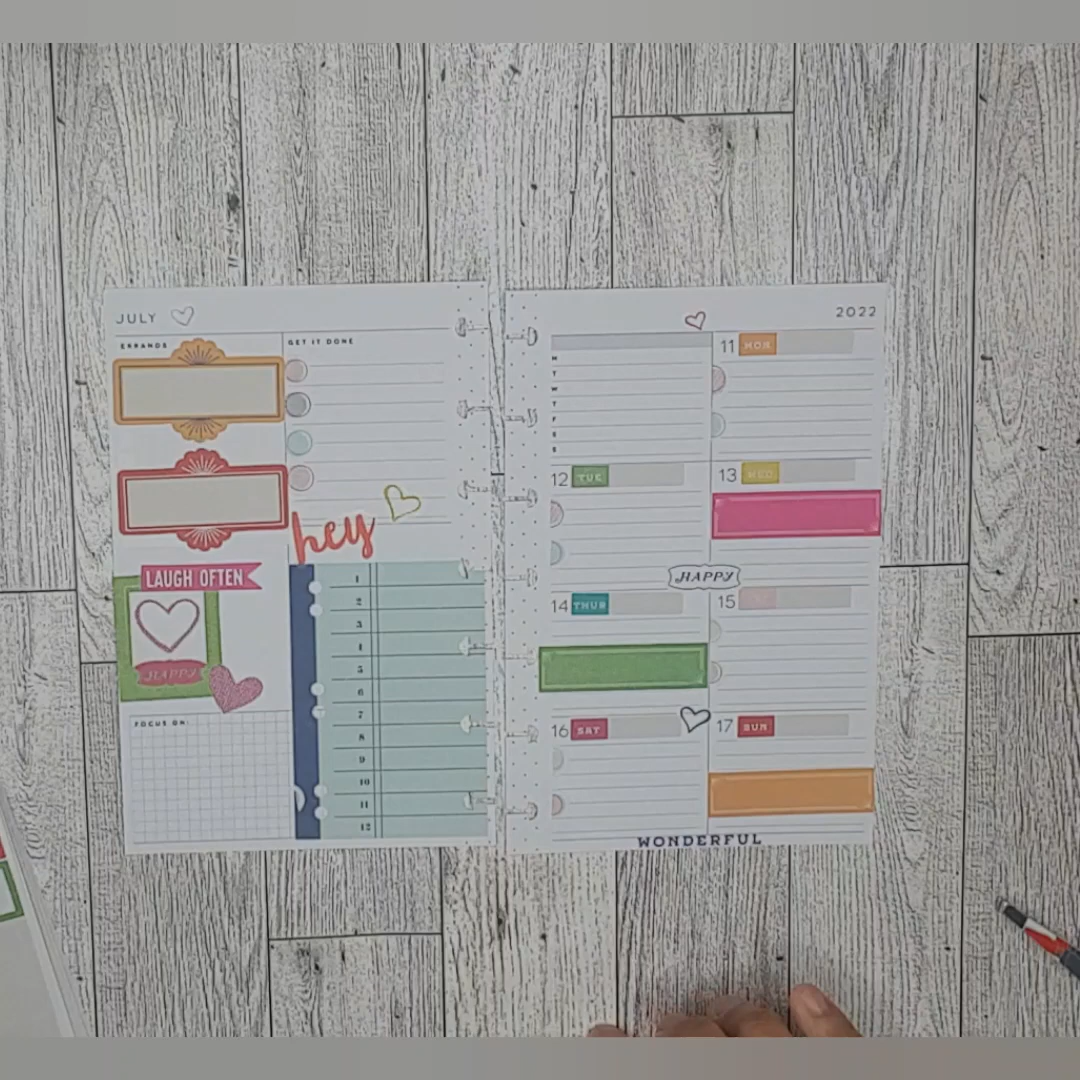 JULY
ERRANDS
GET IT DONE
hey
LAUGH OFTEN
HAPPY
FOCUS ON:
1
2
3
4
5
6
7
8
9
10
11
12
2022
M
T
W
T
F
S
S
11 MON
12 TUE
13 WED
HAPPY
14 THUR
15
16 SAT
17 SUN
WONDERFUL